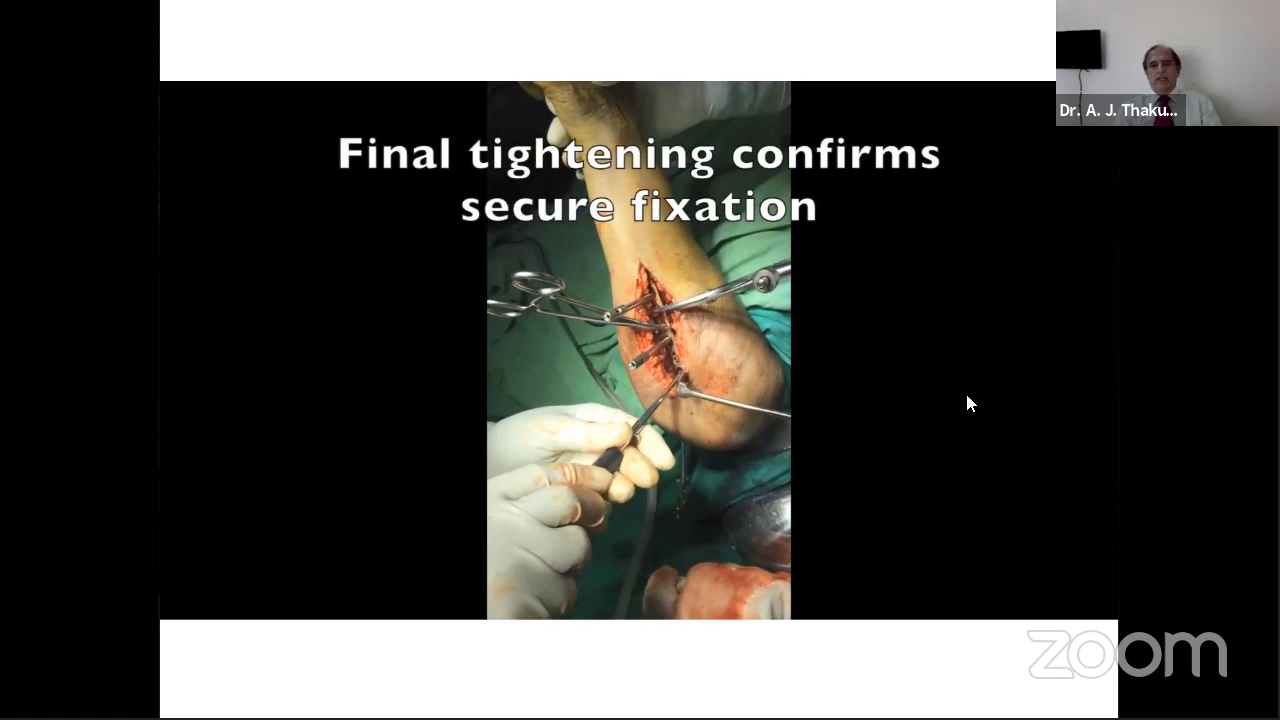 Dr. A. J. Thaku...
Final tightening confirms
secure fixation
zoom